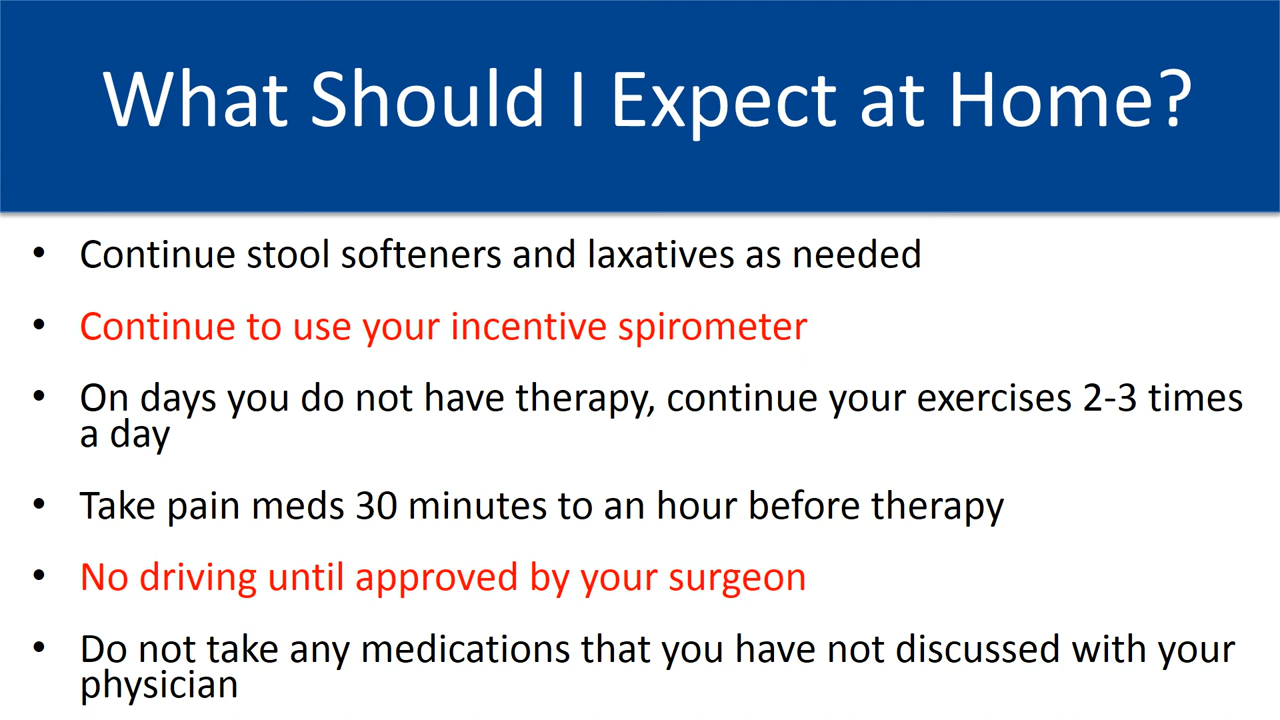 What Should I Expect at Home?
• Continue stool softeners and laxatives as needed
• Continue to use your incentive spirometer
• On days you do not have therapy, continue your exercises 2-3 times
a day
• Take pain meds 30 minutes to an hour before therapy
• No driving until approved by your surgeon
• Do not take any medications that you have not discussed with your
physician